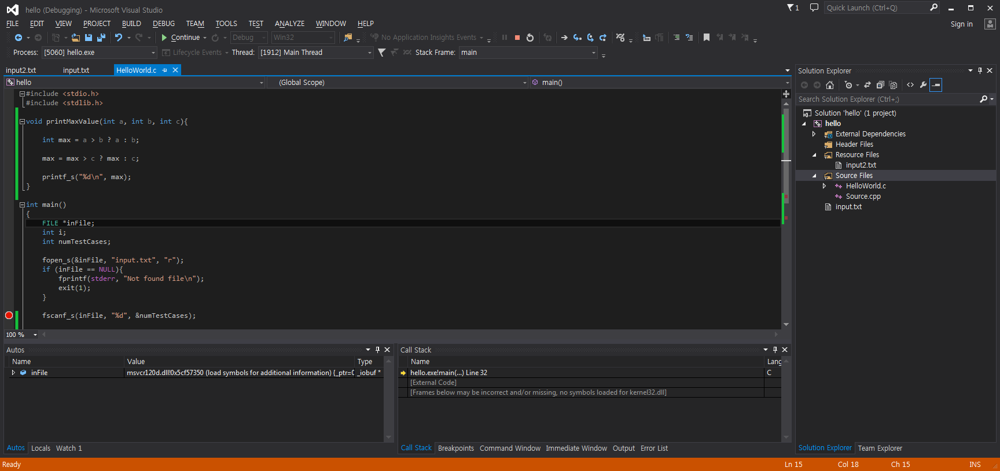 hello (Debugging) - Microsoft Visual Studio
1
Quick Launch (Ctrl+Q)
FILE EDIT VIEW PROJECT BUILD DEBUG TEAM TOOLS TEST ANALYZE WINDOW HELP
Sign in
Continue Debug Win32 No Application Insights Events
Process: [5060] hello.exe Lifecycle Events Thread: [1912] Main Thread Stack Frame: main
input2.txt input.txt HelloWorld.c
hello (Global Scope) main()
#include <stdio.h>
#include <stdlib.h>
void printMaxValue(int a, int b, int c){
int max = a > b ? a : b;
max = max > c ? max : c;
printf_s("%d\n", max);
}
int main()
{
FILE *inFile;
int i;
int numTestCases;
fopen_s(&inFile, "input.txt", "r");
if (inFile == NULL){
fprintf(stderr, "Not found file\n");
exit(1);
}
fscanf_s(inFile, "%d", &numTestCases);
100 %
Solution Explorer
Search Solution Explorer (Ctrl+;)
Solution 'hello' (1 project)
hello
External Dependencies
Header Files
Resource Files
input2.txt
Source Files
HelloWorld.c
Source.cpp
input.txt
Autos
Name Value Type
inFile msvcr120d.dll!0x5cf57350 (load symbols for additional information) {_ptr=0 _iobuf *
Autos Locals Watch 1
Call Stack
Name Lang
hello.exe!main(...) Line 32 C
[External Code]
[Frames below may be incorrect and/or missing, no symbols loaded for kernel32.dll]
Call Stack Breakpoints Command Window Immediate Window Output Error List
Solution Explorer Team Explorer
Ready Ln 15 Col 18 Ch 15 INS